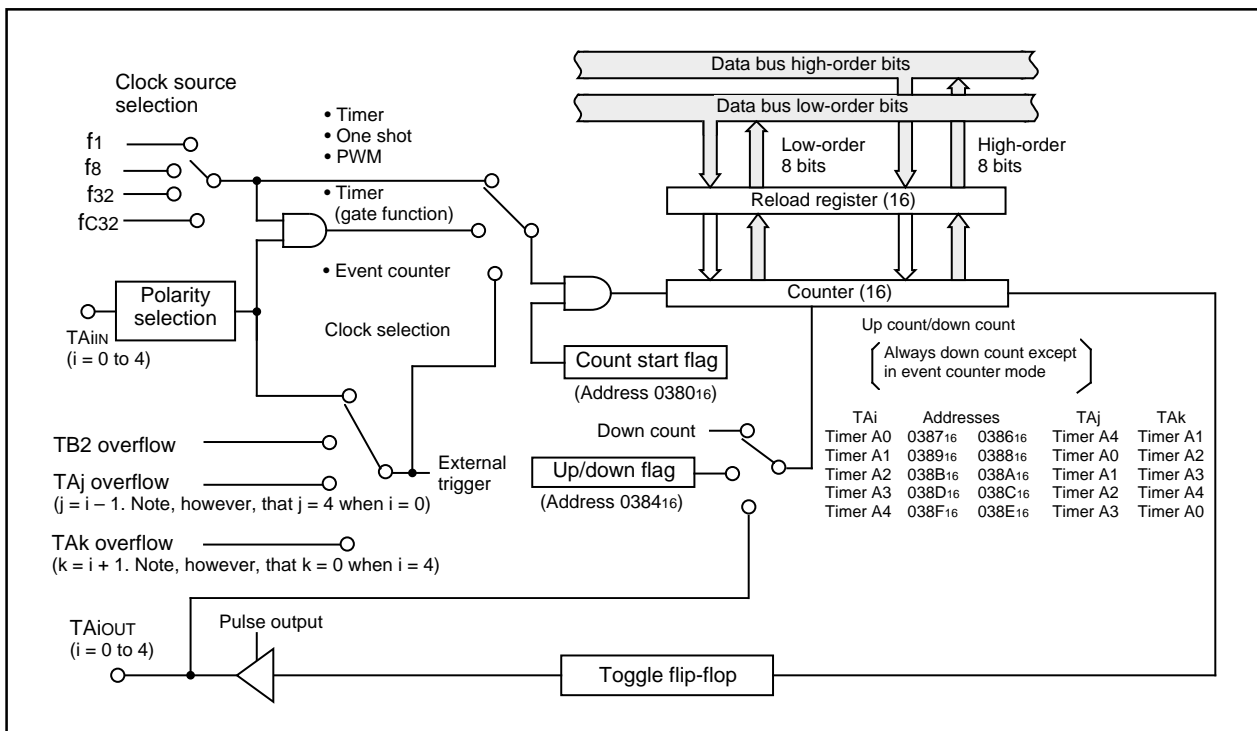 Data bus high-order bits
Data bus low-order bits
Clock source
selection
f1
f8
f32
fC32
• Timer
• One shot
• PWM
• Timer
(gate function)
• Event counter
Clock selection
Low-order
8 bits
High-order
8 bits
Reload register (16)
Counter (16)
Polarity
selection
TAiIN
(i = 0 to 4)
Up count/down count
Always down count except
in event counter mode
Count start flag
(Address 038016)
TB2 overflow
TAj overflow
(j = i – 1. Note, however, that j = 4 when i = 0)
TAk overflow
(k = i + 1. Note, however, that k = 0 when i = 4)
External
trigger
Down count
Up/down flag
(Address 038416)
TAi Addresses TAj TAk
Timer A0 038716 038616 Timer A4 Timer A1
Timer A1 038916 038816 Timer A0 Timer A2
Timer A2 038B16 038A16 Timer A1 Timer A3
Timer A3 038D16 038C16 Timer A2 Timer A4
Timer A4 038F16 038E16 Timer A3 Timer A0
TAiOUT
(i = 0 to 4)
Pulse output
Toggle flip-flop